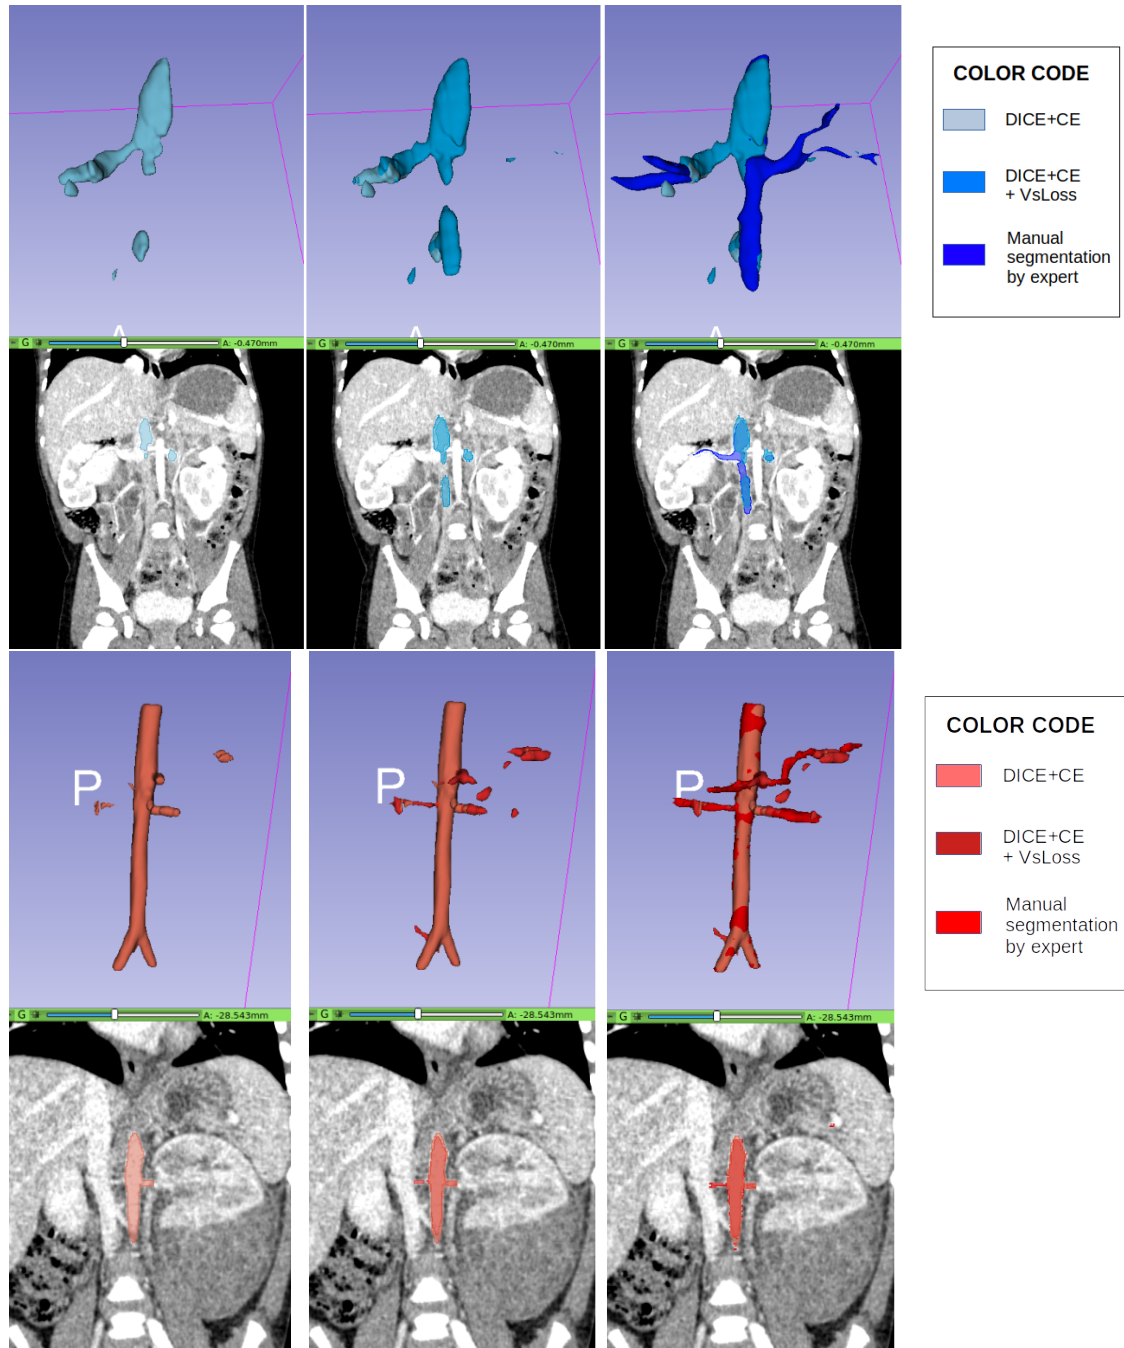 COLOR CODE
DICE+CE
DICE+CE
+ VsLoss
Manual
segmentation
by expert
G A: -0.470mm
G A: -0.470mm
G A: -0.470mm
P
P
P
COLOR CODE
DICE+CE
DICE+CE
+ VsLoss
Manual
segmentation
by expert
G A: -28.543mm
G A: -28.543mm
G A: -28.543mm